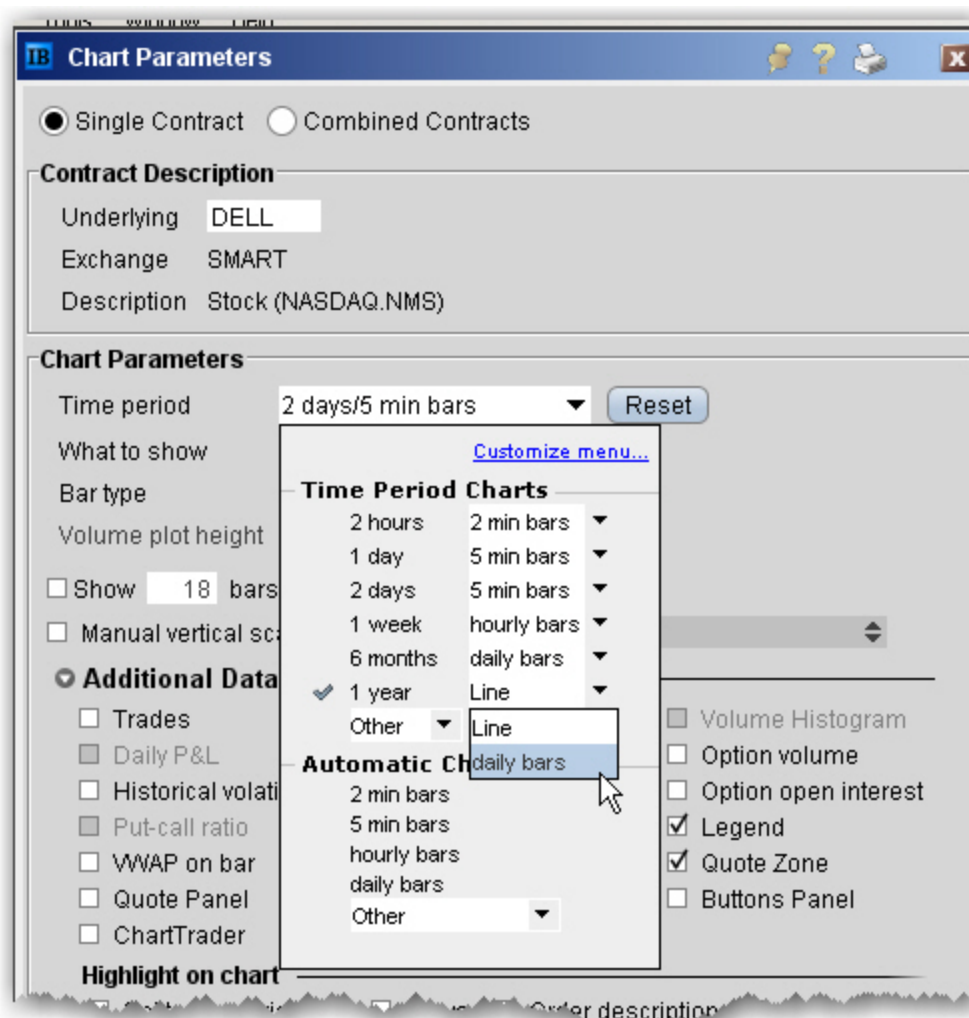 Tools Window Help
IB Chart Parameters
Single Contract Combined Contracts
Contract Description
Underlying DELL
Exchange SMART
Description Stock (NASDAQ.NMS)
Chart Parameters
Time period 2 days/5 min bars Reset
What to show
Customize menu...
Bar type
Time Period Charts
2 hours 2 min bars
Volume plot height
1 day 5 min bars
Show 18 bars
2 days 5 min bars
Manual vertical sc
1 week hourly bars
6 months daily bars
Additional Data
1 year Line
Trades
Other
Line
Volume Histogram
Daily P&L
daily bars
Option volume
Automatic Ch
Historical volati
2 min bars
Option open interest
Put-call ratio
5 min bars
Legend
VWAP on bar
hourly bars
Quote Zone
Quote Panel
daily bars
Buttons Panel
ChartTrader
Other
Highlight on chart
Order description